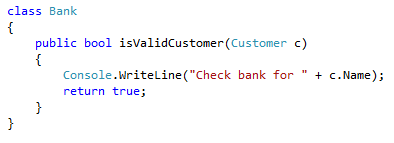 class Bank
{
    public bool isValidCustomer(Customer c)
    {
        Console.WriteLine("Check bank for " + c.Name);
        return true;
    }
}